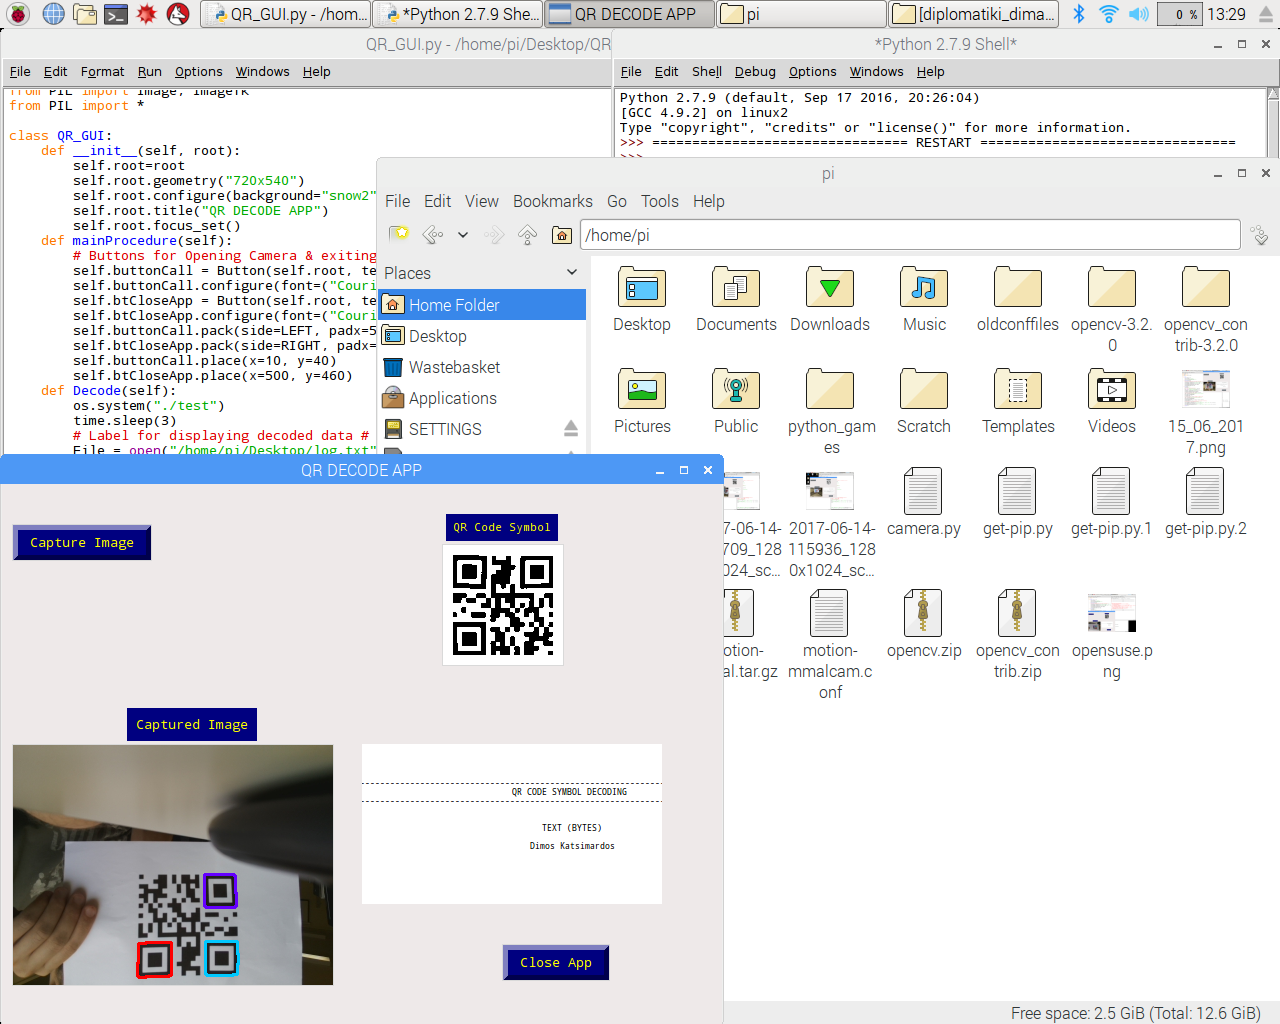 QR_GUI.py - /hom...
*Python 2.7.9 She...
QR DECODE APP
pi
[diplomatiki_dima...
0 %
13:29
QR_GUI.py - /home/pi/Desktop/QR
File Edit Format Run Options Windows Help
from PIL import Image, ImageTk
from PIL import *
class QR_GUI:
def __init__(self, root):
self.root=root
self.root.geometry("720x540")
self.root.configure(background="snow2"
self.root.title("QR DECODE APP")
self.root.focus_set()
def mainProcedure(self):
# Buttons for Opening Camera & exiting
self.buttonCall = Button(self.root, te
self.buttonCall.configure(font=("Couri
self.btCloseApp = Button(self.root, te
self.btCloseApp.configure(font=("Couri
self.buttonCall.pack(side=LEFT, padx=5
self.btCloseApp.pack(side=RIGHT, padx=
self.buttonCall.place(x=10, y=40)
self.btCloseApp.place(x=500, y=460)
def Decode(self):
os.system("./test")
time.sleep(3)
# Label for displaying decoded data #
File = open("/home/pi/Desktop/log.txt"
*Python 2.7.9 Shell*
File Edit Shell Debug Options Windows Help
Python 2.7.9 (default, Sep 17 2016, 20:26:04)
[GCC 4.9.2] on linux2
Type "copyright", "credits" or "license()" for more information.
>>> ================================ RESTART ================================
>>>
pi
File Edit View Bookmarks Go Tools Help
/home/pi
Places
Home Folder
Desktop
Wastebasket
Applications
SETTINGS
Desktop
Documents
Downloads
Music
oldconffiles
opencv-3.2.
0
opencv_con
trib-3.2.0
Pictures
Public
python_gam
es
Scratch
Templates
Videos
15_06_201
7.png
17-06-14-
709_128
024_sc...
2017-06-14-
115936_128
0x1024_sc...
camera.py
get-pip.py
get-pip.py.1
get-pip.py.2
otion-
al.tar.gz
motion-
mmalcam.c
onf
opencv.zip
opencv_con
trib.zip
opensuse.p
ng
Free space: 2.5 GiB (Total: 12.6 GiB)
QR DECODE APP
Capture Image
QR Code Symbol
Captured Image
QR CODE SYMBOL DECODING
TEXT (BYTES)
Dimos Katsimardos
Close App